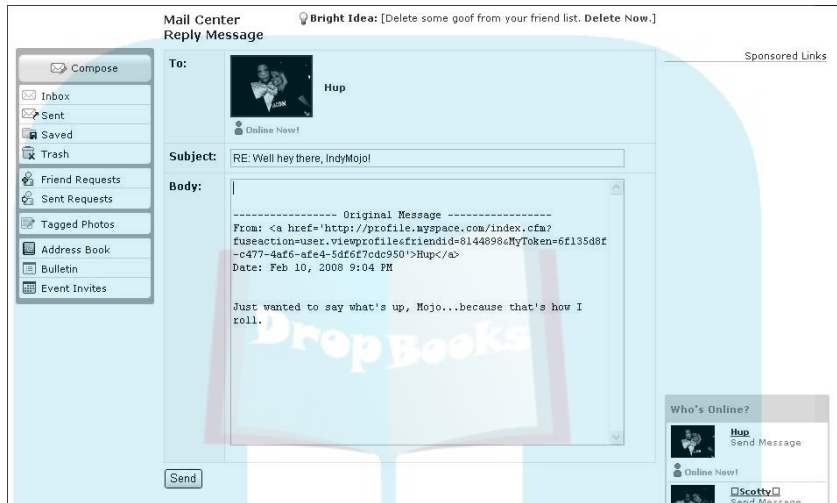 Mail Center
Bright Idea: [Delete some goof from your friend list. Delete Now.]
Reply Message
Sponsored Links
Compose
Inbox
Sent
Saved
Trash
Friend Requests
Sent Requests
Tagged Photos
Address Book
Bulletin
Event Invites
To:
Hup
Online Now!
Subject:
RE: Well hey there, IndyMojo!
Body:
----------------- Original Message -----------------
From: <a href='http://profile.myspace.com/index.cfm?
fuseaction=user.viewprofile&friendid=8144898&MyToken=6f135d8f
-c477-4af6-afe4-5df6f7cdc950'>Hup</a>
Date: Feb 10, 2008 9:04 PM
Just wanted to say what's up, Mojo...because that's how I
roll.
DropBooks
Send
Who's Online?
Hup
Send Message
Online Now!
□Scotty□
Send Message